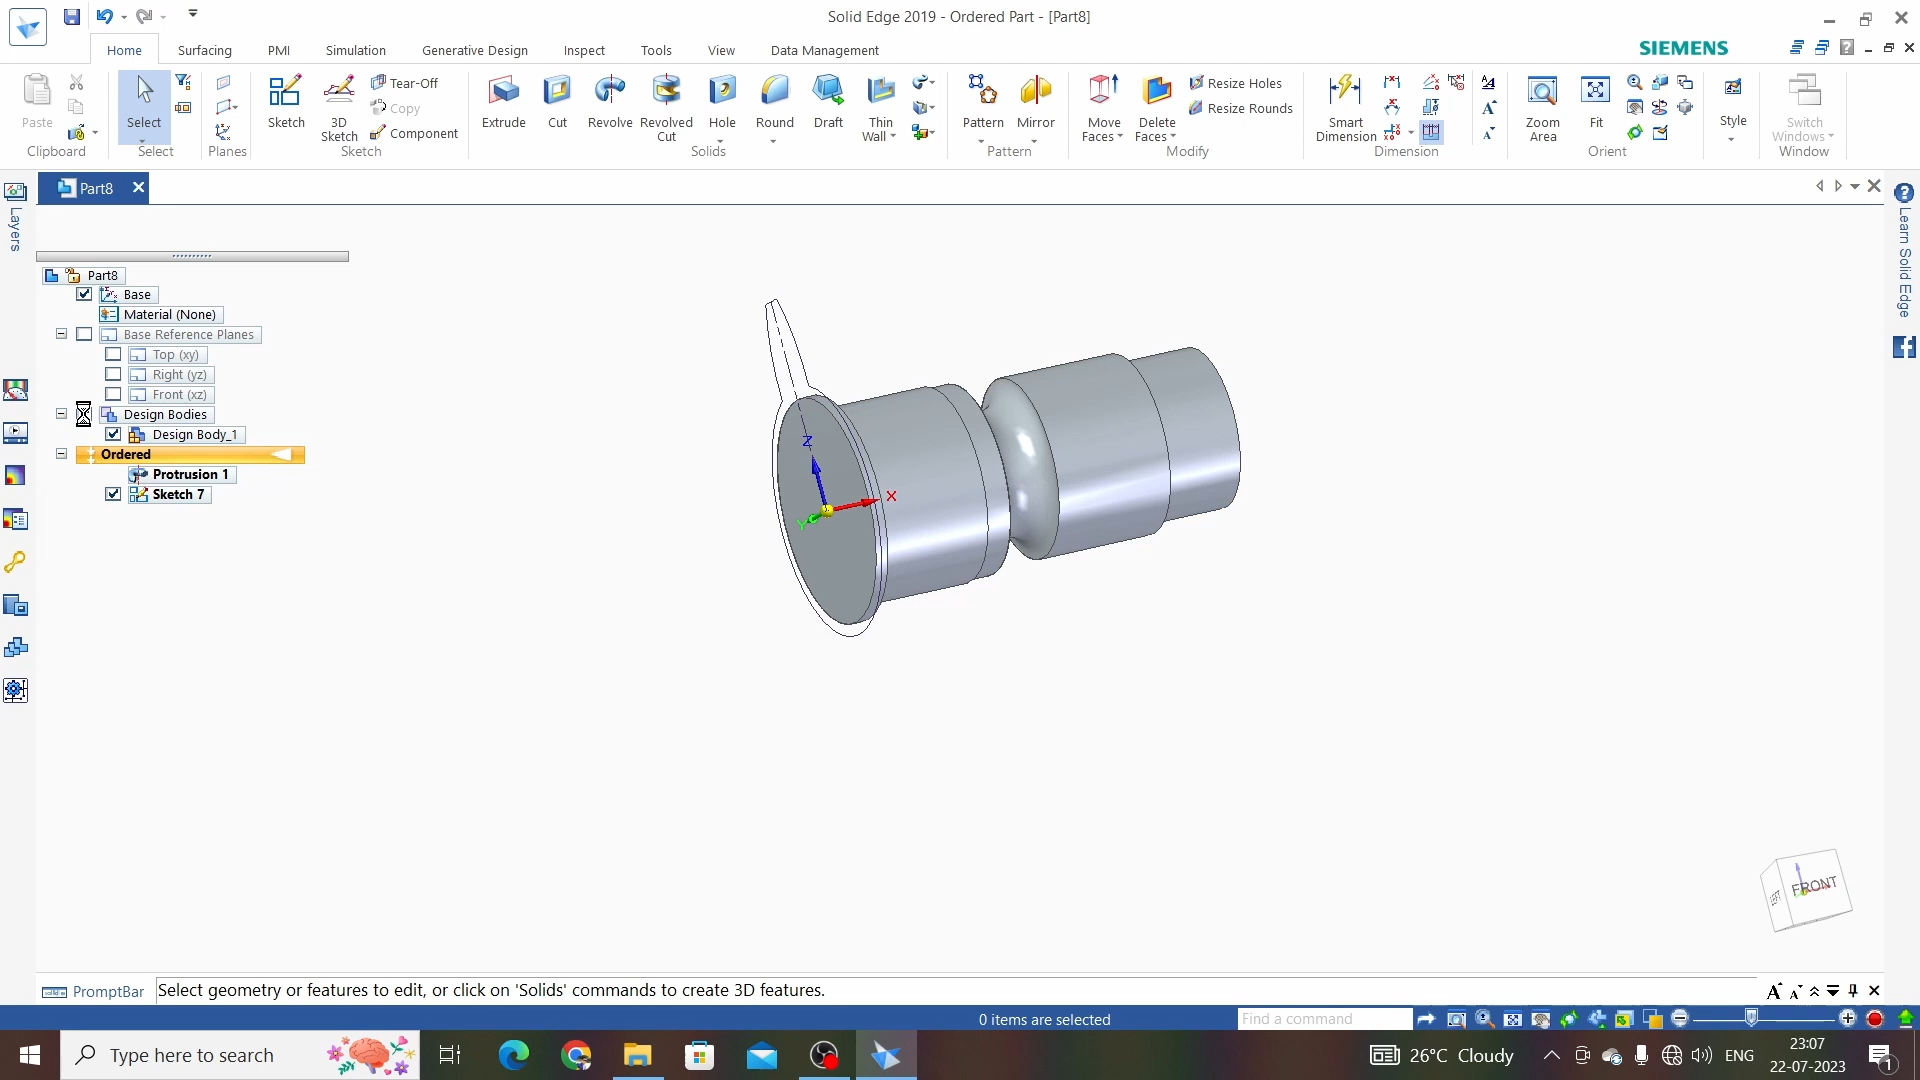 Solid Edge 2019 - Ordered Part - [Part8]
Home Surfacing PMI Simulation Generative Design Inspect Tools View Data Management
SIEMENS
Paste
Clipboard
Select
Select
Planes
Sketch
3D Sketch
Tear-Off
Copy
Component
Sketch
Extrude
Cut
Revolve
Revolved Cut
Hole
Round
Draft
Thin Wall
Solids
Pattern
Mirror
Pattern
Move Faces
Delete Faces
Resize Holes
Resize Rounds
Modify
Smart Dimension
Dimension
Zoom Area
Fit
Orient
Style
Switch Windows
Window
Part8
Layers
Learn Solid Edge
Part8
Base
Material (None)
Base Reference Planes
Top (xy)
Right (yz)
Front (xz)
Design Bodies
Design Body_1
Ordered
Protrusion 1
Sketch 7
Z
X
Y
FRONT
LEFT
PromptBar
Select geometry or features to edit, or click on 'Solids' commands to create 3D features.
0 items are selected
Find a command
Type here to search
26°C Cloudy
ENG
23:07
22-07-2023
1